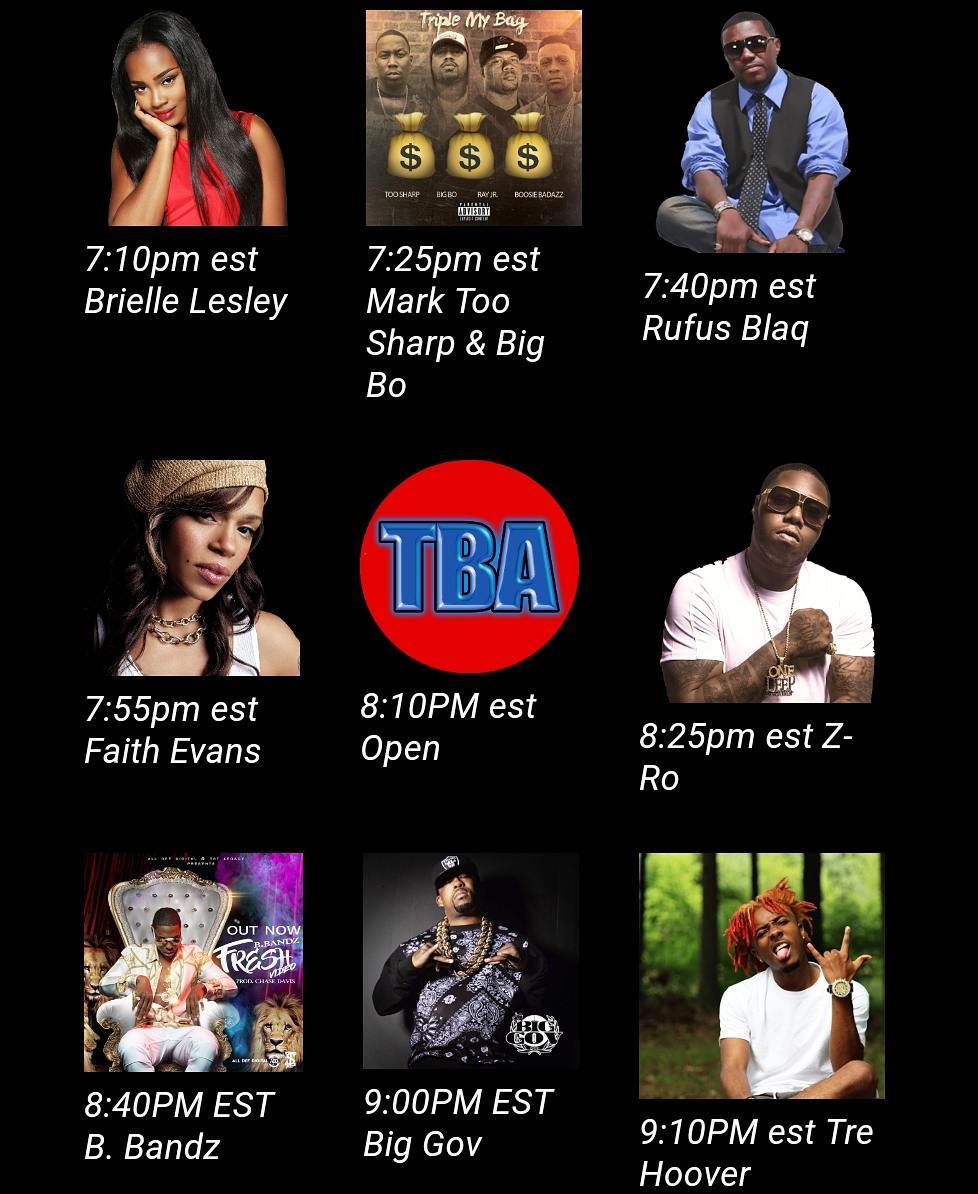 Triple My Bag
$ $ $
TOO SHARP BIG BO RAY JR. BOOSIE BADAZZ
PARENTAL
ADVISORY
EXPLICIT CONTENT
7:10pm est
Brielle Lesley
7:25pm est
Mark Too
Sharp & Big
Bo
7:40pm est
Rufus Blaq
7:55pm est
Faith Evans
TBA
8:10PM est
Open
ONE
DEEP
8:25pm est Z-
Ro
ALL DEF DIGITAL & TBT LEGACY
PRESENTS
OUT NOW
B.BANDZ
FRESH
VIDEO
PROD. CHASE DAVIS
ALL DEF DIGITAL
8:40PM EST
B. Bandz
BIG
GOV
9:00PM EST
Big Gov
9:10PM est Tre
Hoover